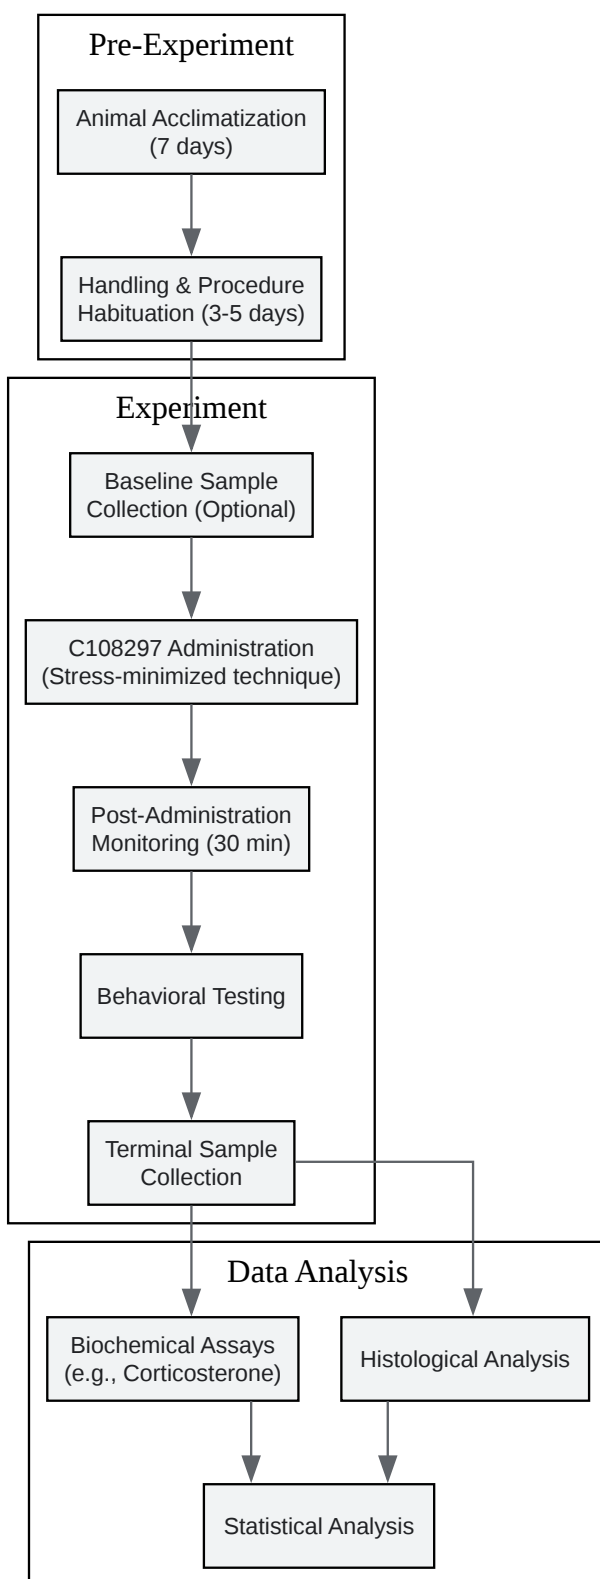 Pre-Experiment
Animal Acclimatization
(7 days)
Handling & Procedure
Habituation (3-5 days)
Experiment
Baseline Sample
Collection (Optional)
C108297 Administration
(Stress-minimized technique)
Post-Administration
Monitoring (30 min)
Behavioral Testing
Terminal Sample
Collection
Data Analysis
Biochemical Assays
(e.g., Corticosterone)
Histological Analysis
Statistical Analysis